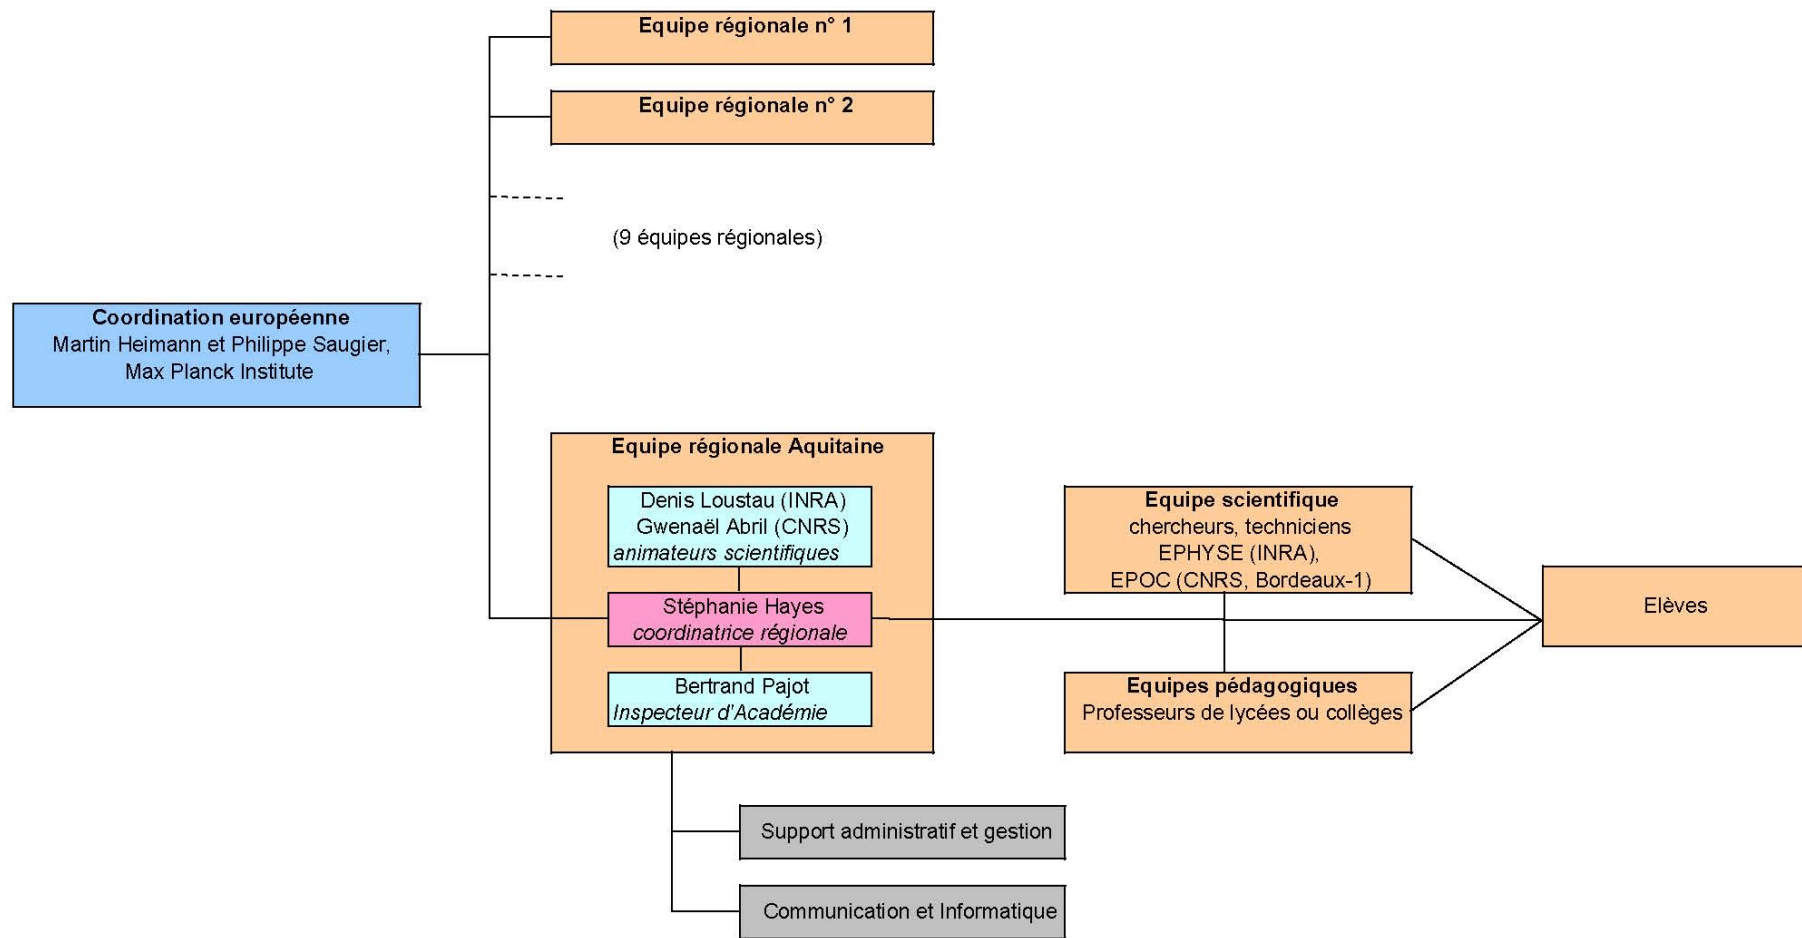 Equipe régionale n° 1
Equipe régionale n° 2
(9 équipes régionales)
Coordination européenne
Martin Heimann et Philippe Saugier,
Max Planck Institute
Equipe régionale Aquitaine
Denis Loustau (INRA)
Gwenaël Abril (CNRS)
animateurs scientifiques
Stéphanie Hayes
coordinatrice régionale
Bertrand Pajot
Inspecteur d'Académie
Equipe scientifique
chercheurs, techniciens
EPHYSE (INRA),
EPOC (CNRS, Bordeaux-1)
Equipes pédagogiques
Professeurs de lycées ou collèges
Elèves
Support administratif et gestion
Communication et Informatique